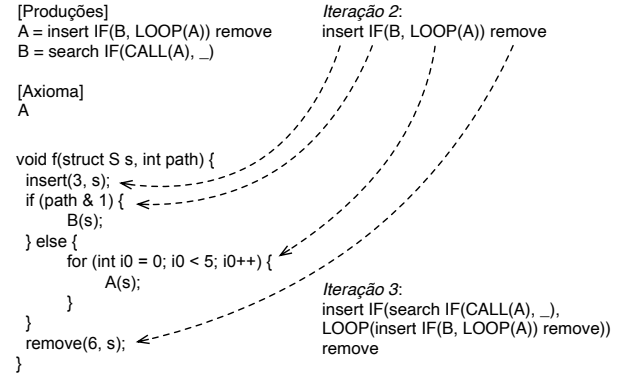 [Produções]
A = insert IF(B, LOOP(A)) remove
B = search IF(CALL(A), _)
[Axioma]
A
void f(struct S s, int path) {
insert(3, s);
if (path & 1) {
B(s);
} else {
for (int i0 = 0; i0 < 5; i0++) {
A(s);
}
}
remove(6, s);
}
Iteração 2:
insert IF(B, LOOP(A)) remove
Iteração 3:
insert IF(search IF(CALL(A), _),
LOOP(insert IF(B, LOOP(A)) remove))
remove